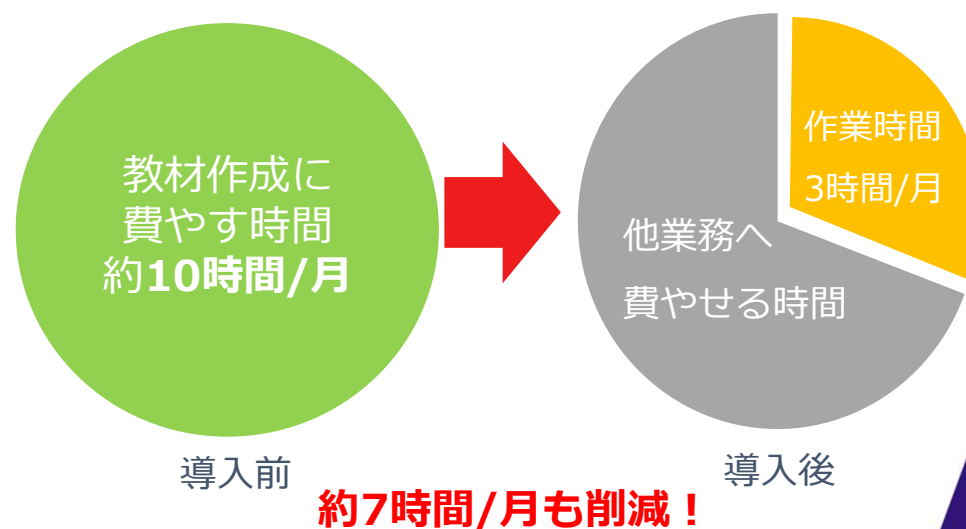 教材作成に
費やす時間
約10時間/月
作業時間
3時間/月
他業務へ
費やせる時間
導入前
導入後
約7時間/月も削減！